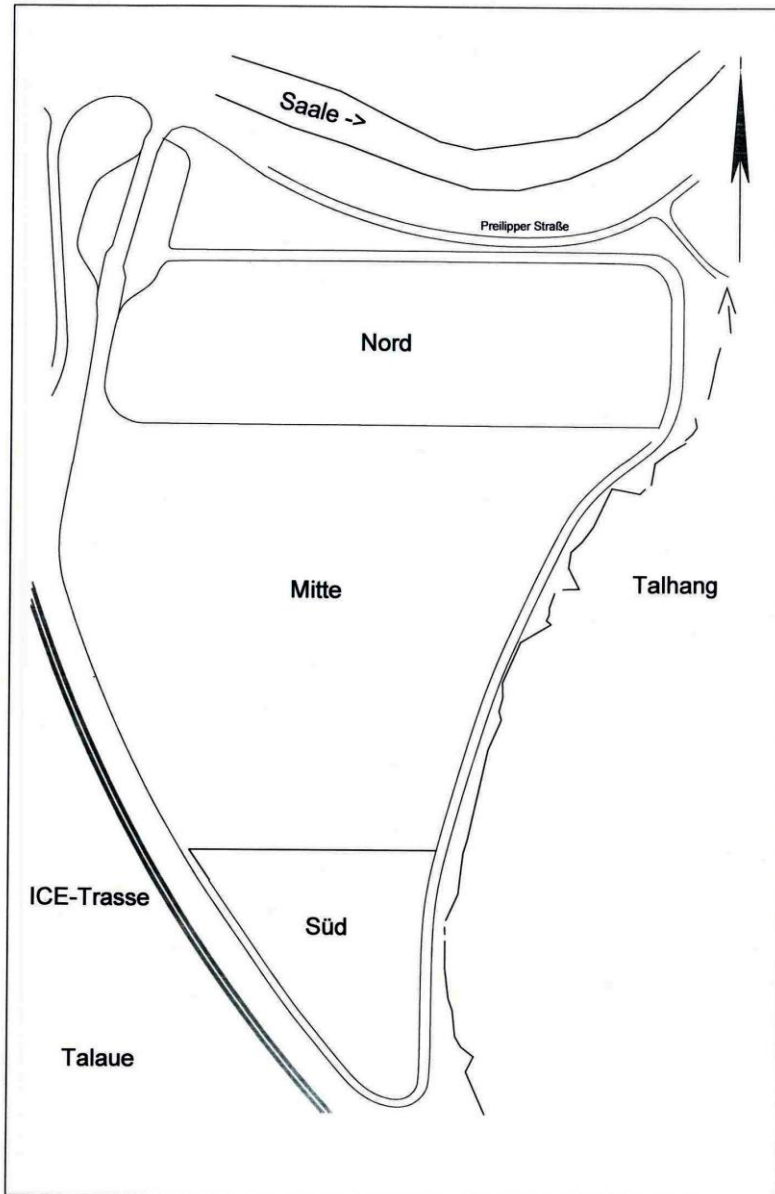 Saale ->
Preilipper Straße
Nord
Mitte
Talhang
ICE-Trasse
Süd
Talaue